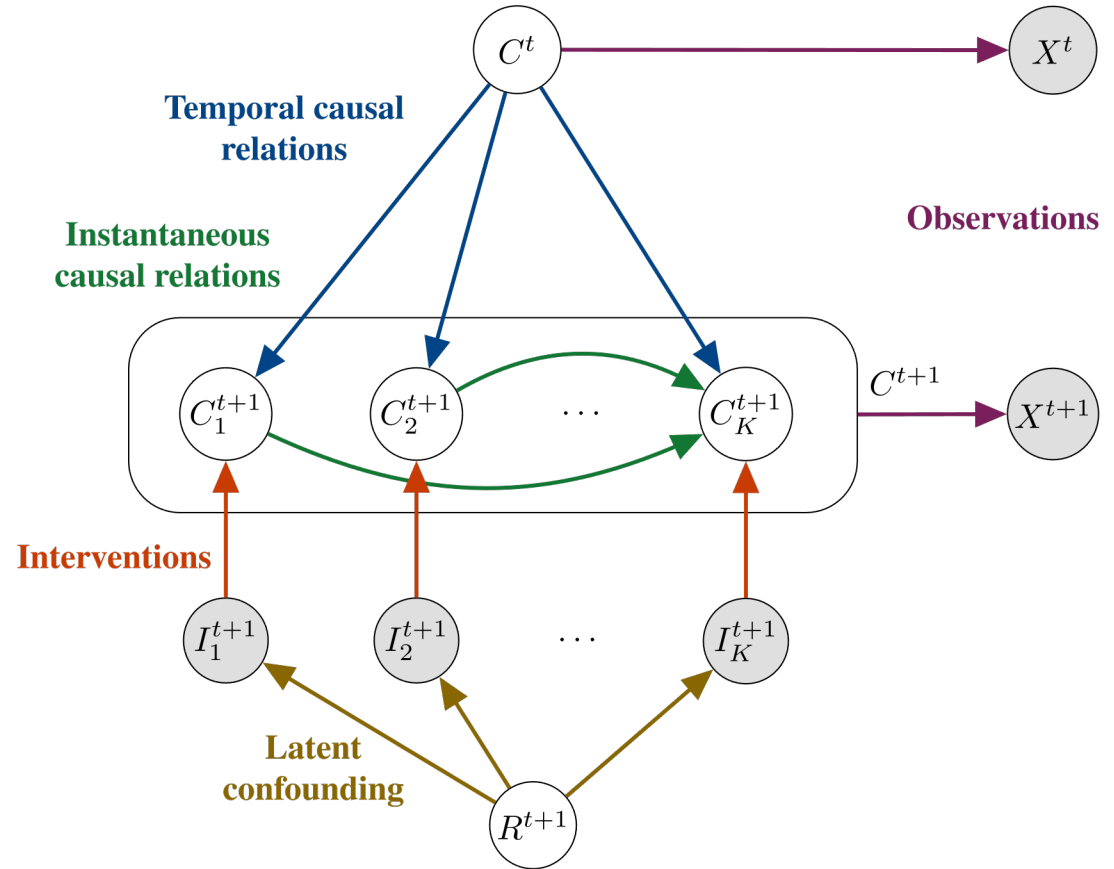 C^t
X^t
Temporal causal
relations
Observations
Instantaneous
causal relations
C^{t+1}
C_1^{t+1}
C_2^{t+1}
⋯
C_K^{t+1}
X^{t+1}
Interventions
I_1^{t+1}
I_2^{t+1}
⋯
I_K^{t+1}
Latent
confounding
R^{t+1}